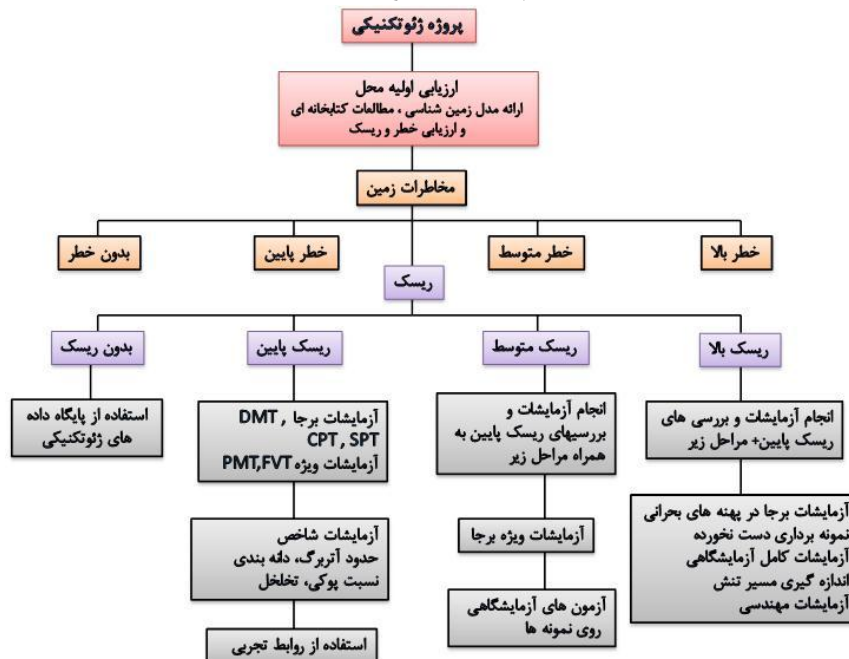 پروژه ژئوتکنیکی
ارزیابی اولیه محل
ارائه مدل زمین شناسی ، مطالعات کتابخانه ای
و ارزیابی خطر و ریسک
مخاطرات زمین
خطر بالا
خطر متوسط
خطر پایین
بدون خطر
ریسک
ریسک بالا
ریسک متوسط
ریسک پایین
بدون ریسک
انجام آزمایشات و بررسی های
ریسک پایین+ مراحل زیر
آزمایشات برجا در پهنه های بحرانی
نمونه برداری دست نخورده
آزمایشات کامل آزمایشگاهی
اندازه گیری مسیر تنش
آزمایشات مهندسی
انجام آزمایشات و
بررسیهای ریسک پایین به
همراه مراحل زیر
آزمایشات ویژه برجا
آزمون های آزمایشگاهی
روی نمونه ها
آزمایشات برجا , DMT
CPT , SPT
آزمایشات ویژه PMT,FVT
آزمایشات شاخص
حدود آتربرگ، دانه بندی
نسبت پوکی، تخلخل
استفاده از روابط تجربی
استفاده از پایگاه داده
های ژئوتکنیکی